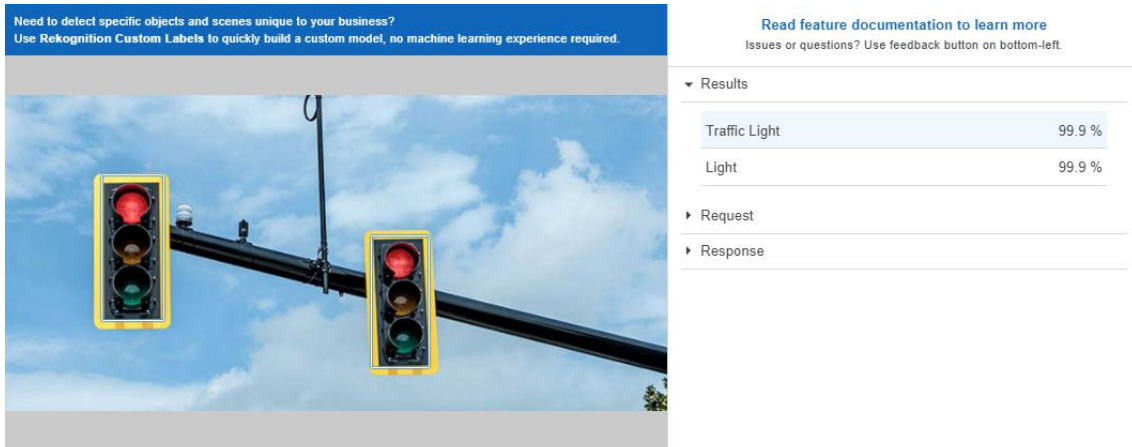 Need to detect specific objects and scenes unique to your business?
Use Rekognition Custom Labels to quickly build a custom model, no machine learning experience required.
Read feature documentation to learn more
Issues or questions? Use feedback button on bottom-left.
Results
Traffic Light 99.9 %
Light 99.9 %
Request
Response